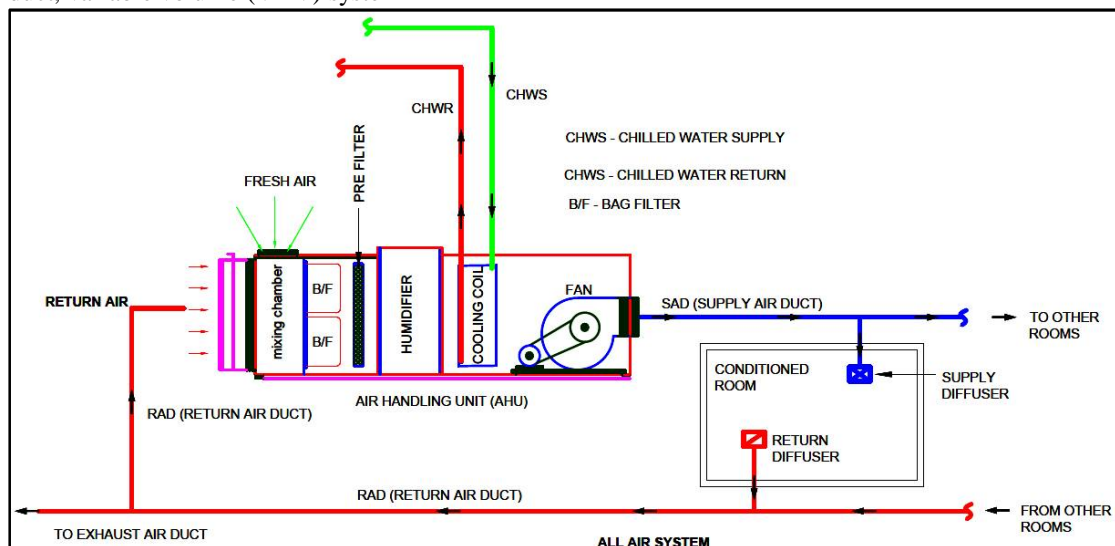 CHWR
CHWS
CHWS - CHILLED WATER SUPPLY
CHWS - CHILLED WATER RETURN
B/F - BAG FILTER
PRE FILTER
FRESH AIR
RETURN AIR
mixing chamber
B/F
B/F
HUMIDIFIER
COOLING COIL
FAN
SAD (SUPPLY AIR DUCT)
TO OTHER
ROOMS
CONDITIONED
ROOM
SUPPLY
DIFFUSER
AIR HANDLING UNIT (AHU)
RAD (RETURN AIR DUCT)
RETURN
DIFFUSER
RAD (RETURN AIR DUCT)
FROM OTHER
ROOMS
TO EXHAUST AIR DUCT
ALL AIR SYSTEM